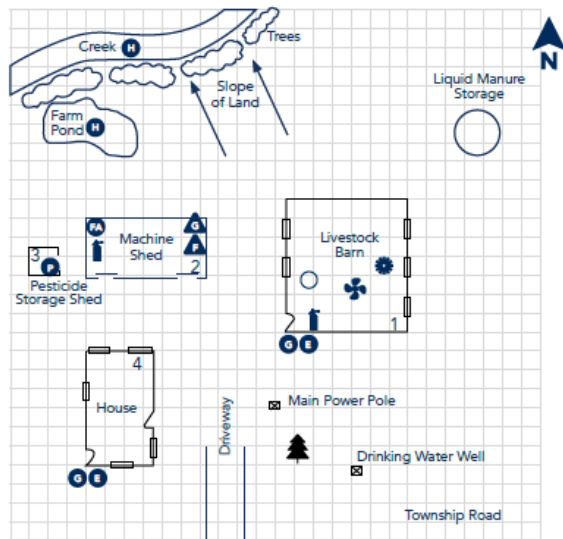 Trees
Creek H
N
Slope
of Land
Liquid Manure
Storage
Farm
Pond H
FA
G
Machine
Shed
F
2
3
P
Pesticide
Storage Shed
Livestock
Barn
1
G E
4
House
Driveway
Main Power Pole
Drinking Water Well
G E
Township Road